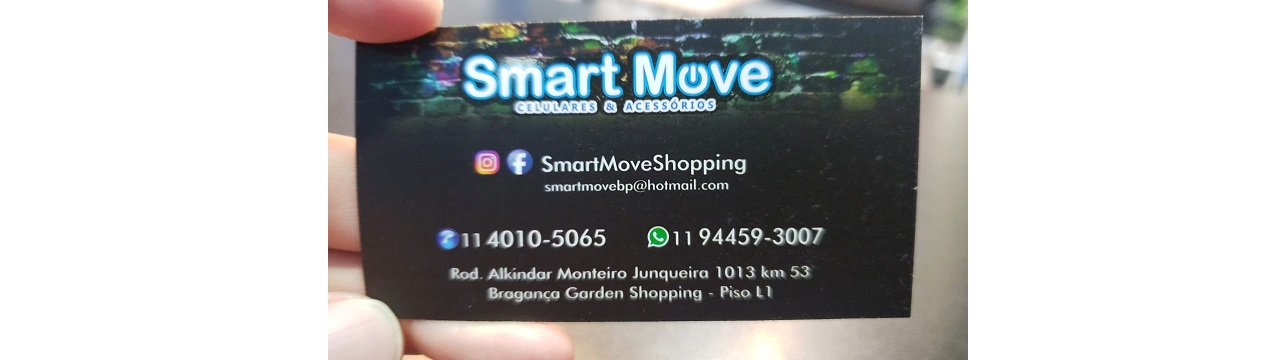 Smart Move
CELULARES & ACESSÓRIOS
SmartMoveShopping
smartmovebp@hotmail.com
11 4010-5065 11 94459-3007
Rod. Alkindar Monteiro Junqueira 1013 km 53
Bragança Garden Shopping - Piso L1